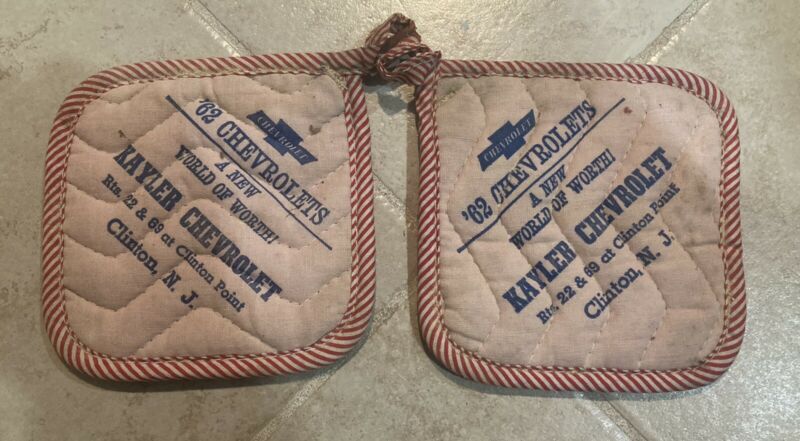 CHEVROLET
'62 CHEVROLETS
A NEW
WORLD OF WORTH!
KAYLER CHEVROLET
Rts. 22 & 69 at Clinton Point
Clinton, N. J.
CHEVROLET
'62 CHEVROLETS
A NEW
WORLD OF WORTH!
KAYLER CHEVROLET
Rts. 22 & 69 at Clinton Point
Clinton, N. J.